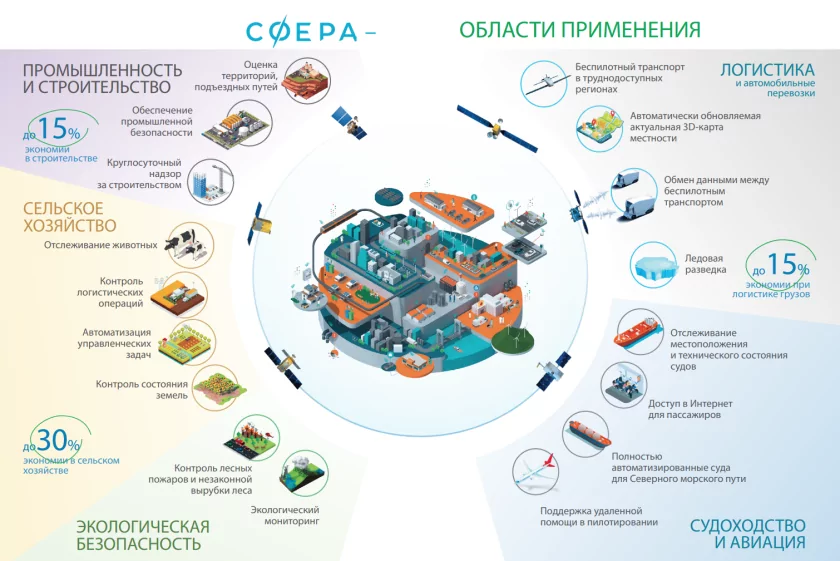 СФЕРА –
ОБЛАСТИ ПРИМЕНЕНИЯ
ПРОМЫШЛЕННОСТЬ
И СТРОИТЕЛЬСТВО
Оценка
территорий,
подъездных путей
Обеспечение
промышленной
безопасности
до 15%
экономии
в строительстве
Круглосуточный
надзор
за строительством
СЕЛЬСКОЕ
ХОЗЯЙСТВО
Отслеживание животных
Контроль
логистических
операций
Автоматизация
управленческих
задач
Контроль состояния
земель
до 30%
экономии в сельском
хозяйстве
Контроль лесных
пожаров и незаконной
вырубки леса
Экологический
мониторинг
ЭКОЛОГИЧЕСКАЯ
БЕЗОПАСНОСТЬ
ЛОГИСТИКА
и автомобильные
перевозки
Беспилотный транспорт
в труднодоступных
регионах
Автоматически обновляемая
актуальная 3D-карта
местности
Обмен данными между
беспилотным
транспортом
Ледовая
разведка
до 15%
экономии при
логистике грузов
Отслеживание
местоположения
и технического состояния
судов
Доступ в Интернет
для пассажиров
Полностью
автоматизированные суда
для Северного морского пути
Поддержка удаленной
помощи в пилотировании
СУДОХОДСТВО
И АВИАЦИЯ